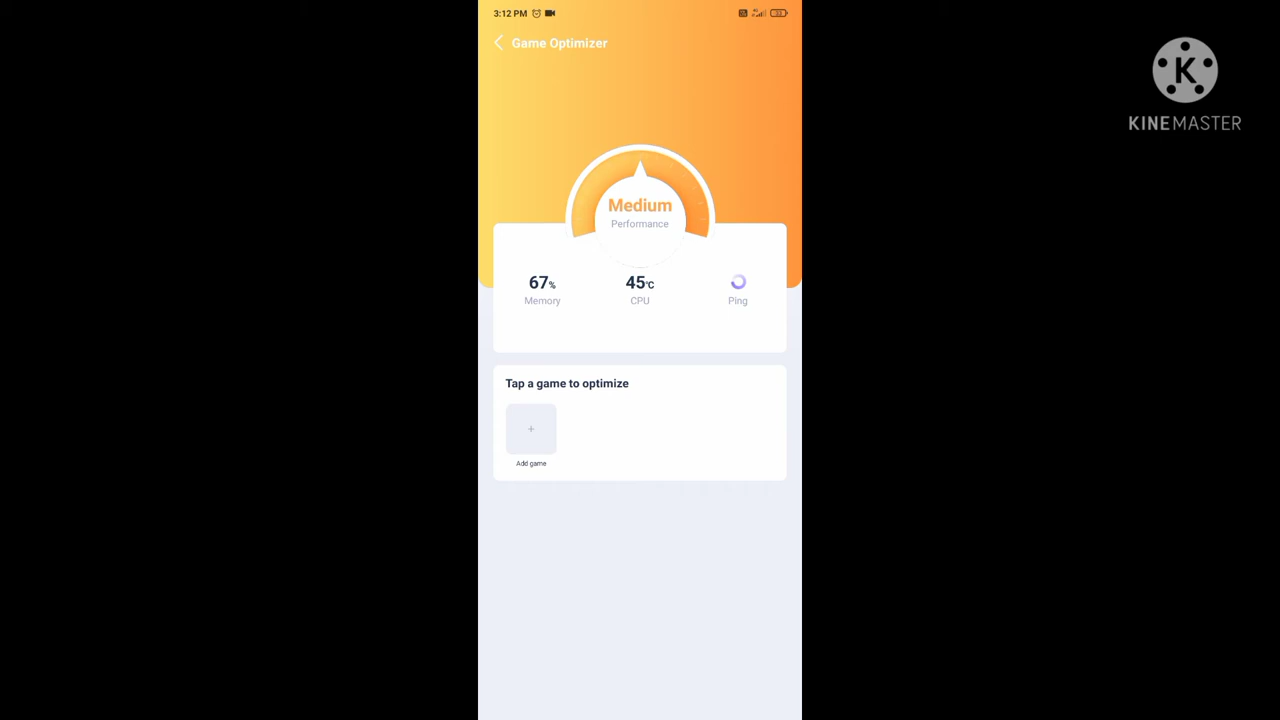 3:12 PM
Game Optimizer
K
KINEMASTER
Medium
Performance
67% 45°C
Memory CPU Ping
Tap a game to optimize
+
Add game